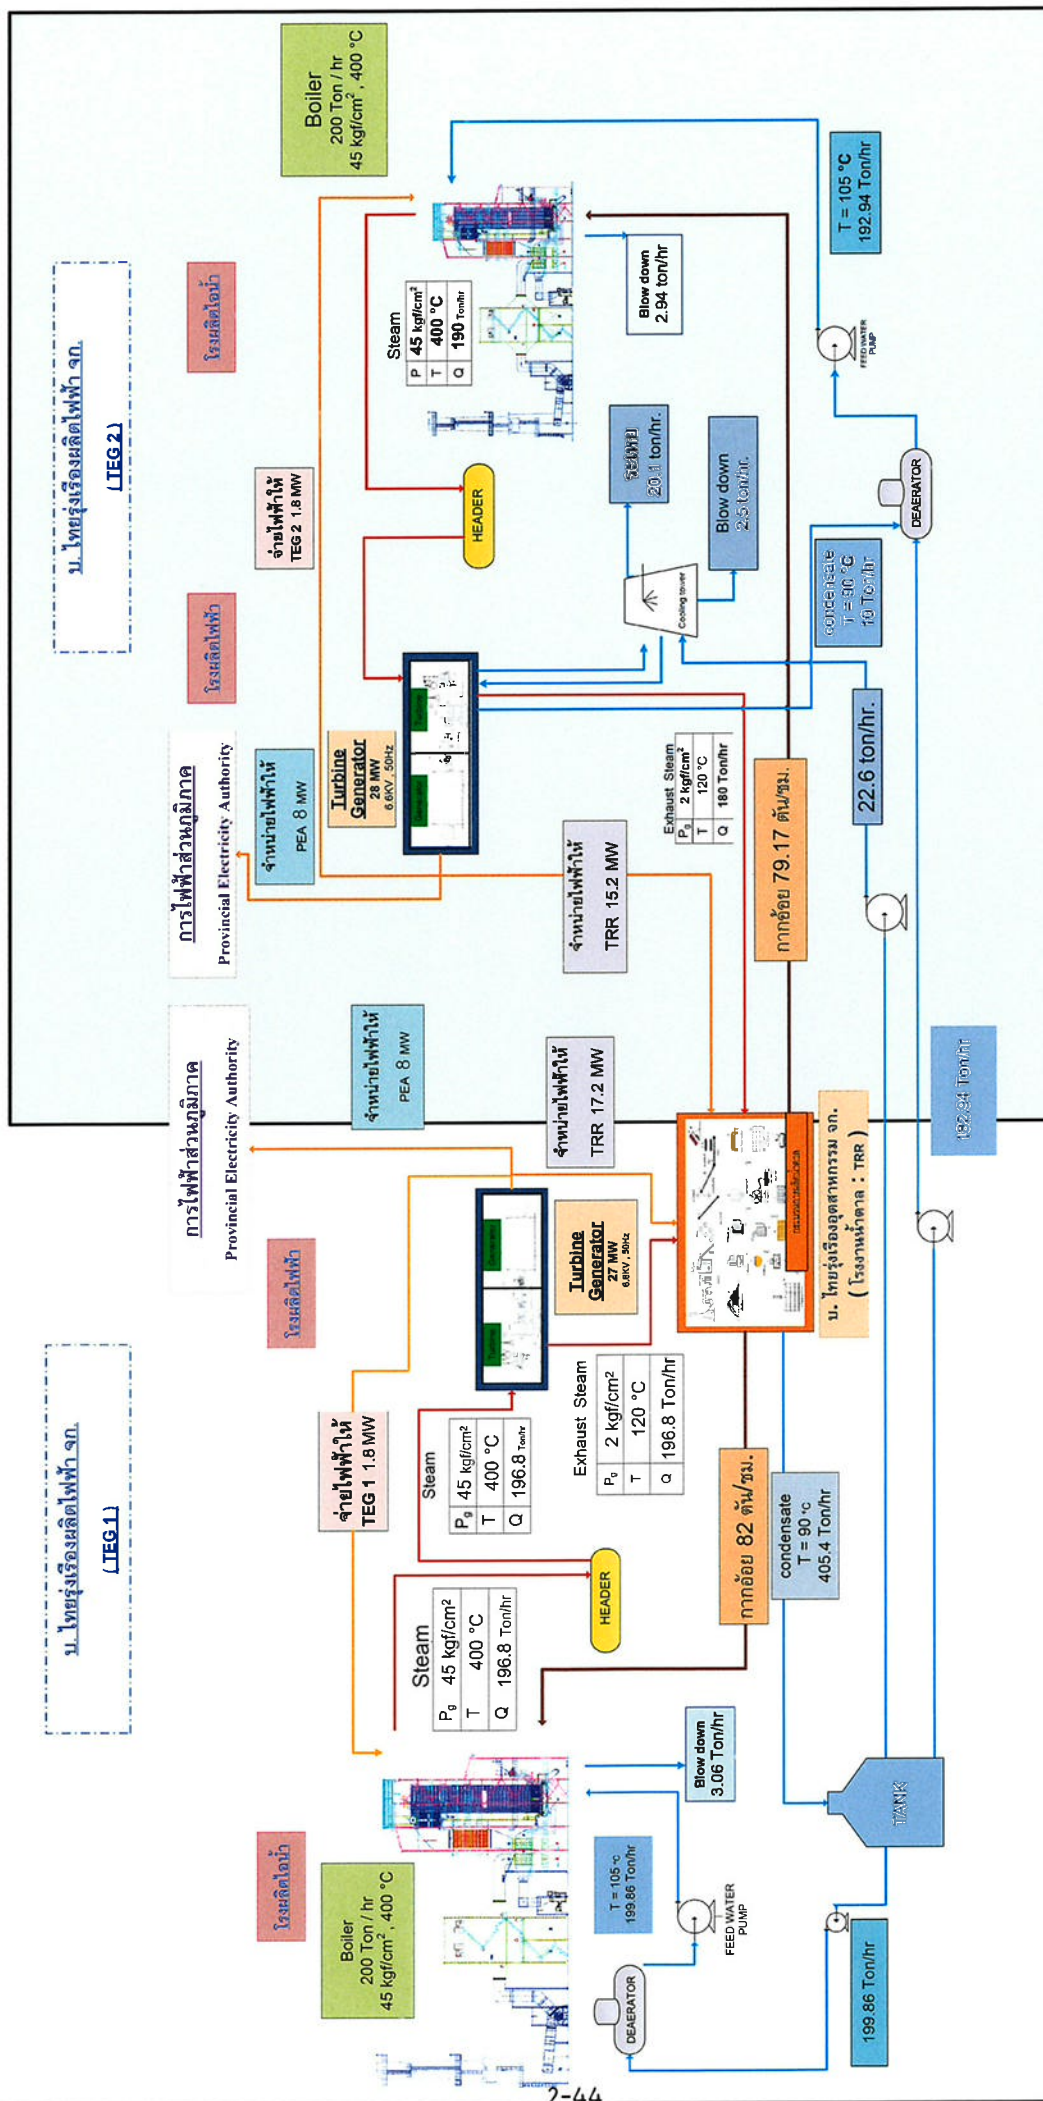 บ. ไทยรุ่งเรืองผลิตไฟฟ้า จก.
( TEG 1 )
บ. ไทยรุ่งเรืองผลิตไฟฟ้า จก.
( TEG 2 )
การไฟฟ้าส่วนภูมิภาค
Provincial Electricity Authority
การไฟฟ้าส่วนภูมิภาค
Provincial Electricity Authority
โรงผลิตไอน้ำ
โรงผลิตไฟฟ้า
โรงผลิตไฟฟ้า
โรงผลิตไอน้ำ
Boiler
200 Ton / hr
45 kgf/cm², 400 °C
จ่ายไฟฟ้าให้
TEG 1 1.8 MW
จำหน่ายไฟฟ้าให้
PEA 8 MW
จำหน่ายไฟฟ้าให้
PEA 8 MW
จ่ายไฟฟ้าให้
TEG 2 1.8 MW
Boiler
200 Ton / hr
45 kgf/cm², 400 °C
Steam
Pg 45 kgf/cm²
T 400 °C
Q 196.8 Ton/hr
Steam
Pg 45 kgf/cm²
T 400 °C
Q 196.8 Ton/hr
HEADER
Turbine
Generator
27 MW
6.6KV , 50Hz
Exhaust Steam
Pg 2 kgf/cm²
T 120 °C
Q 196.8 Ton/hr
จำหน่ายไฟฟ้าให้
TRR 17.2 MW
จำหน่ายไฟฟ้าให้
TRR 15.2 MW
Turbine
Generator
28 MW
6.6KV , 50Hz
Generator
Turbine
HEADER
Steam
P 45 kgf/cm²
T 400 °C
Q 190 Ton/hr
Exhaust Steam
Pg 2 kgf/cm²
T 120 °C
Q 180 Ton/hr
Cooling tower
ระเหย
20.1 ton/hr.
Blow down
2.5 ton/hr.
Blow down
2.94 ton/hr
Blow down
3.06 Ton/hr
T = 105 °C
199.86 Ton/hr
FEED WATER
PUMP
DEAERATOR
กากอ้อย 82 ตัน/ชม.
condensate
T = 90 °C
405.4 Ton/hr
บ. ไทยรุ่งเรืองอุตสาหกรรม จก.
( โรงงานน้ำตาล : TRR )
กากอ้อย 79.17 ตัน/ชม.
22.6 ton/hr.
condensate
T = 90 °C
10 Ton/hr
DEAERATOR
FEED WATER
PUMP
T = 105 °C
192.94 Ton/hr
199.86 Ton/hr
TANK
182.94 Ton/hr
2-44